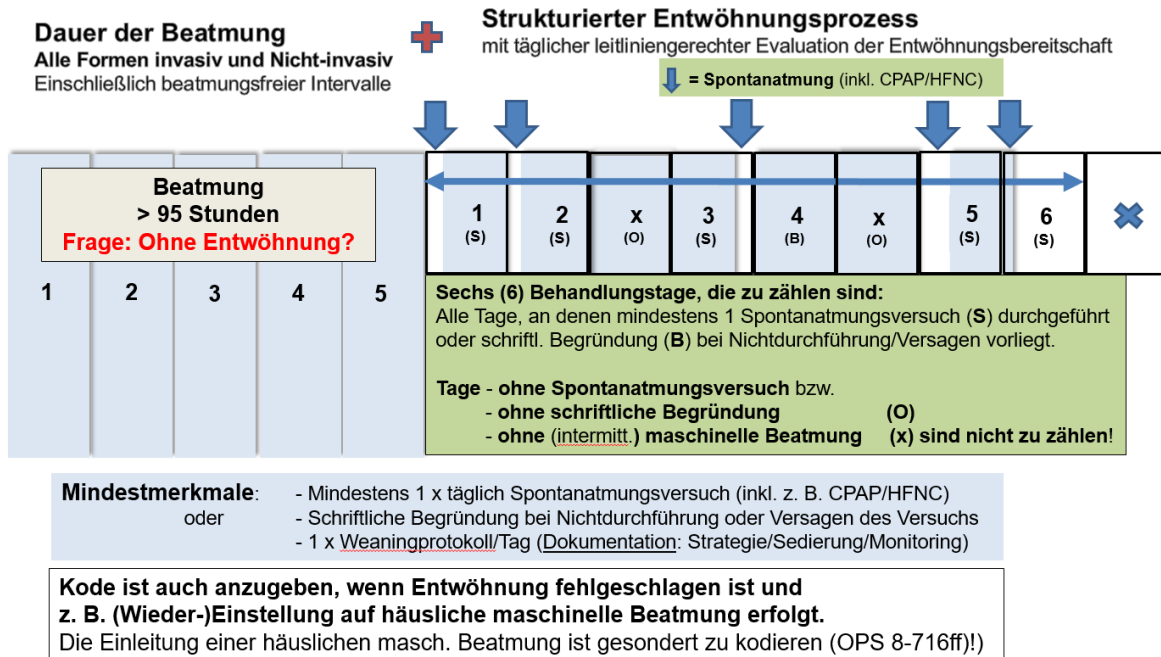 Dauer der Beatmung
Alle Formen invasiv und Nicht-invasiv
Einschließlich beatmungsfreier Intervalle
Strukturierter Entwöhnungsprozess
mit täglicher leitliniengerechter Evaluation der Entwöhnungsbereitschaft
= Spontanatmung (inkl. CPAP/HFNC)
Beatmung
> 95 Stunden
Frage: Ohne Entwöhnung?
1 2 3 4 5
1 2 x 3 4 x 5 6
(S) (S) (O) (S) (B) (O) (S) (S)
Sechs (6) Behandlungstage, die zu zählen sind:
Alle Tage, an denen mindestens 1 Spontanatmungsversuch (S) durchgeführt
oder schriftl. Begründung (B) bei Nichtdurchführung/Versagen vorliegt.
Tage - ohne Spontanatmungsversuch bzw.
- ohne schriftliche Begründung (O)
- ohne (intermitt.) maschinelle Beatmung (x) sind nicht zu zählen!
Mindestmerkmale: - Mindestens 1 x täglich Spontanatmungsversuch (inkl. z. B. CPAP/HFNC)
oder - Schriftliche Begründung bei Nichtdurchführung oder Versagen des Versuchs
- 1 x Weaningprotokoll/Tag (Dokumentation: Strategie/Sedierung/Monitoring)
Kode ist auch anzugeben, wenn Entwöhnung fehlgeschlagen ist und
z. B. (Wieder-)Einstellung auf häusliche maschinelle Beatmung erfolgt.
Die Einleitung einer häuslichen masch. Beatmung ist gesondert zu kodieren (OPS 8-716ff)!)